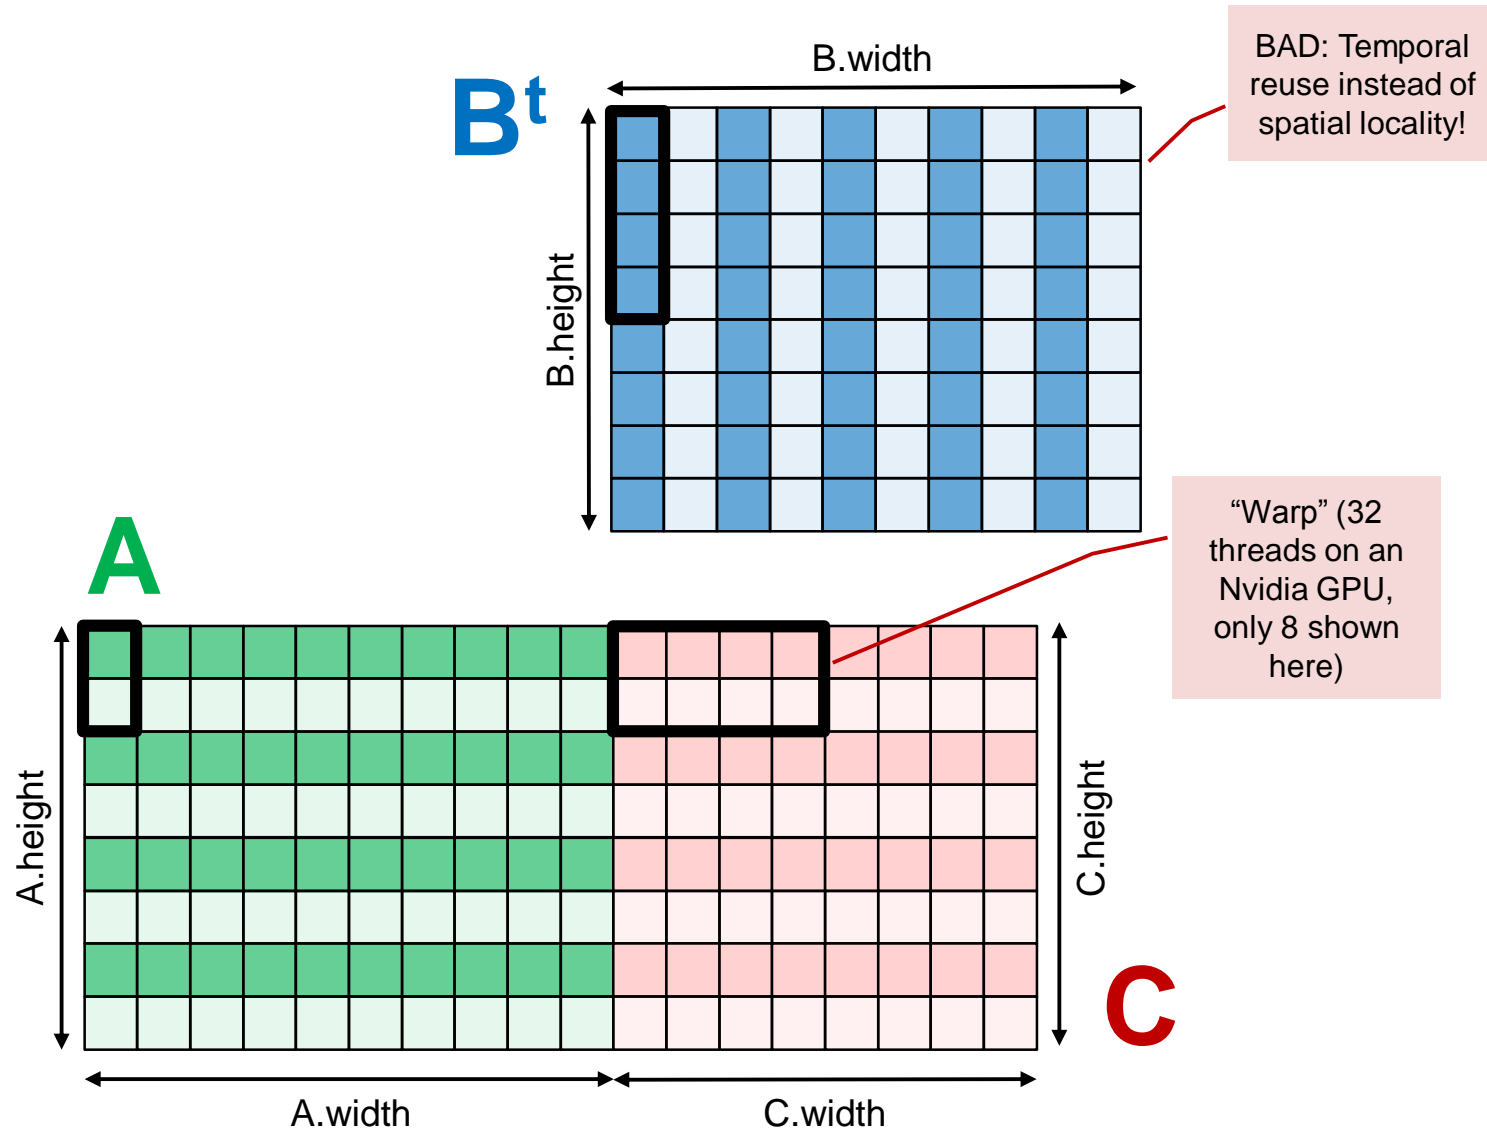 BAD: Temporal
reuse instead of
spatial locality!
B.width
Bᵗ
B.height
“Warp” (32
threads on an
Nvidia GPU,
only 8 shown
here)
A
A.height
C.height
C
A.width
C.width